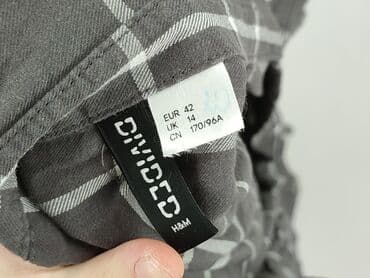 EUR 42
UK 14
CN 170/96A
DIVIDED
H&M